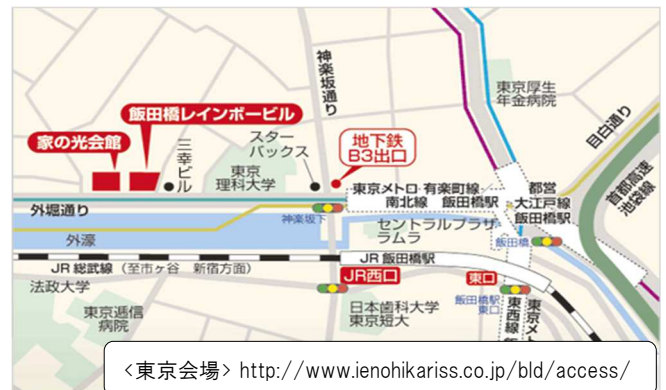 神楽坂通り
東京厚生
年金病院
目白通り
首都高速
池袋線
飯田橋レインボービル
家の光会館
三幸ビル
スター
バックス
地下鉄
B3出口
東京
理科大学
東京メトロ 有楽町線
南北線 飯田橋駅
都営
大江戸線
飯田橋駅
外堀通り
神楽坂下
セントラルプラザ
ラムラ
飯田橋
外濠
JR 飯田橋駅
JR 総武線 (至市ヶ谷 新宿方面)
JR西口
東口
法政大学
飯田橋駅
東口
東京逓信
病院
日本歯科大学
東京短大
東西線 飯
東京メト
<東京会場> http://www.ienohikariss.co.jp/bld/access/